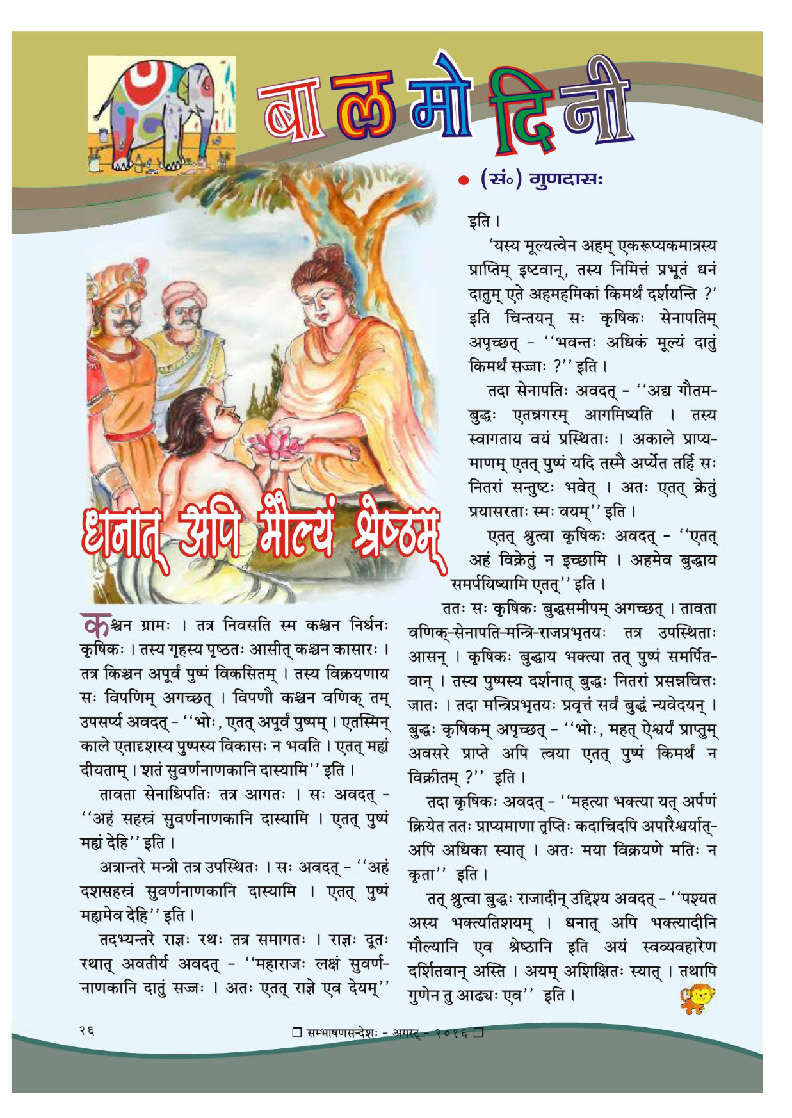 बालमोदिनी
• (सं॰) गुणदासः
धनात् अपि मौल्यं श्रेष्ठम्
कश्चन ग्रामः । तत्र निवसति स्म कश्चन निर्धनः
कृषिकः । तस्य गृहस्य पृष्ठतः आसीत् कश्चन कासारः ।
तत्र किञ्चन अपूर्वं पुष्पं विकसितम् । तस्य विक्रयणाय
सः विपणिम् अगच्छत् । विपणौ कश्चन वणिक् तम्
उपसर्प्य अवदत् - ‘‘भोः, एतत् अपूर्वं पुष्पम् । एतस्मिन्
काले एतादृशस्य पुष्पस्य विकासः न भवति । एतत् मह्यं
दीयताम् । शतं सुवर्णनाणकानि दास्यामि’’ इति ।
तावता सेनाधिपतिः तत्र आगतः । सः अवदत् -
‘‘अहं सहस्रं सुवर्णनाणकानि दास्यामि । एतत् पुष्पं
मह्यं देहि’’ इति ।
अत्रान्तरे मन्त्री तत्र उपस्थितः । सः अवदत् - ‘‘अहं
दशसहस्रं सुवर्णनाणकानि दास्यामि । एतत् पुष्पं
मह्यमेव देहि’’ इति ।
तदभ्यन्तरे राज्ञः रथः तत्र समागतः । राज्ञः दूतः
रथात् अवतीर्य अवदत् - ‘‘महाराजः लक्षं सुवर्ण-
नाणकानि दातुं सज्जः । अतः एतत् राज्ञे एव देयम्’’
इति ।
‘यस्य मूल्यत्वेन अहम् एकरूप्यकमात्रस्य
प्राप्तिम् इष्टवान्, तस्य निमित्तं प्रभूतं धनं
दातुम् एते अहमहमिकां किमर्थं दर्शयन्ति ?’
इति चिन्तयन् सः कृषिकः सेनापतिम्
अपृच्छत् - ‘‘भवन्तः अधिकं मूल्यं दातुं
किमर्थं सज्जाः ?’’ इति ।
तदा सेनापतिः अवदत् - ‘‘अद्य गौतम-
बुद्धः एतन्नगरम् आगमिष्यति । तस्य
स्वागताय वयं प्रस्थिताः । अकाले प्राप्य-
माणम् एतत् पुष्पं यदि तस्मै अर्प्येत तर्हि सः
नितरां सन्तुष्टः भवेत् । अतः एतत् क्रेतुं
प्रयासरताः स्मः वयम्’’ इति ।
एतत् श्रुत्वा कृषिकः अवदत् - ‘‘एतत्
अहं विक्रेतुं न इच्छामि । अहमेव बुद्धाय
समर्पयिष्यामि एतत्’’ इति ।
ततः सः कृषिकः बुद्धसमीपम् अगच्छत् । तावता
वणिक्-सेनापति-मन्त्रि-राजप्रभृतयः तत्र उपस्थिताः
आसन् । कृषिकः बुद्धाय भक्त्या तत् पुष्पं समर्पित-
वान् । तस्य पुष्पस्य दर्शनात् बुद्धः नितरां प्रसन्नचित्तः
जातः । तदा मन्त्रिप्रभृतयः प्रवृत्तं सर्वं बुद्धं न्यवेदयन् ।
बुद्धः कृषिकम् अपृच्छत् - ‘‘भोः, महत् ऐश्वर्यं प्राप्तुम्
अवसरे प्राप्ते अपि त्वया एतत् पुष्पं किमर्थं न
विक्रीतम् ?’’ इति ।
तदा कृषिकः अवदत् - ‘‘महत्या भक्त्या यत् अर्पणं
क्रियेत ततः प्राप्यमाणा तृप्तिः कदाचिदपि अपारैश्वर्यात्-
अपि अधिका स्यात् । अतः मया विक्रयणे मतिः न
कृता’’ इति ।
तत् श्रुत्वा बुद्धः राजादीन् उद्दिश्य अवदत् - ‘‘पश्यत
अस्य भक्त्यतिशयम् । धनात् अपि भक्त्यादीनि
मौल्यानि एव श्रेष्ठानि इति अयं स्वव्यवहारेण
दर्शितवान् अस्ति । अयम् अशिक्षितः स्यात् । तथापि
गुणेन तु आढ्यः एव’’ इति ।
२६
❐ सम्भाषणसन्देशः - अगस्ट् - २०१६ ❐